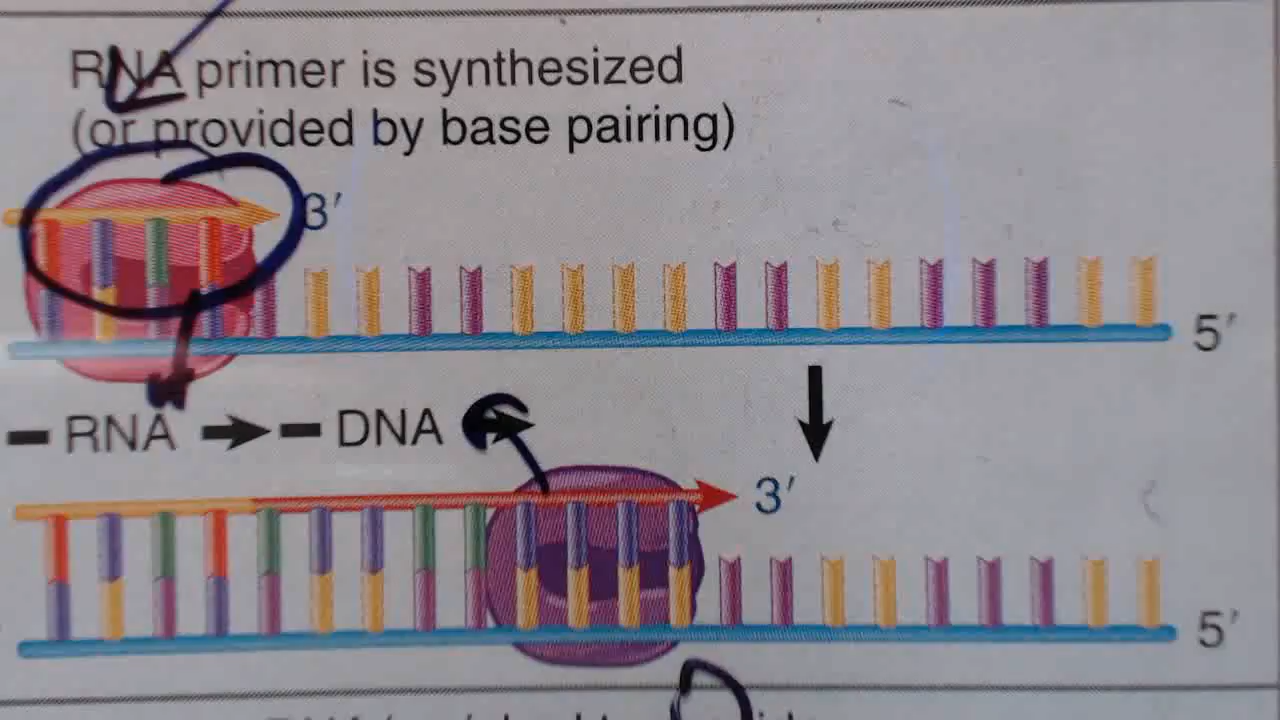 RNA primer is synthesized
(or provided by base pairing)
3′
5′
RNA DNA
3′
5′